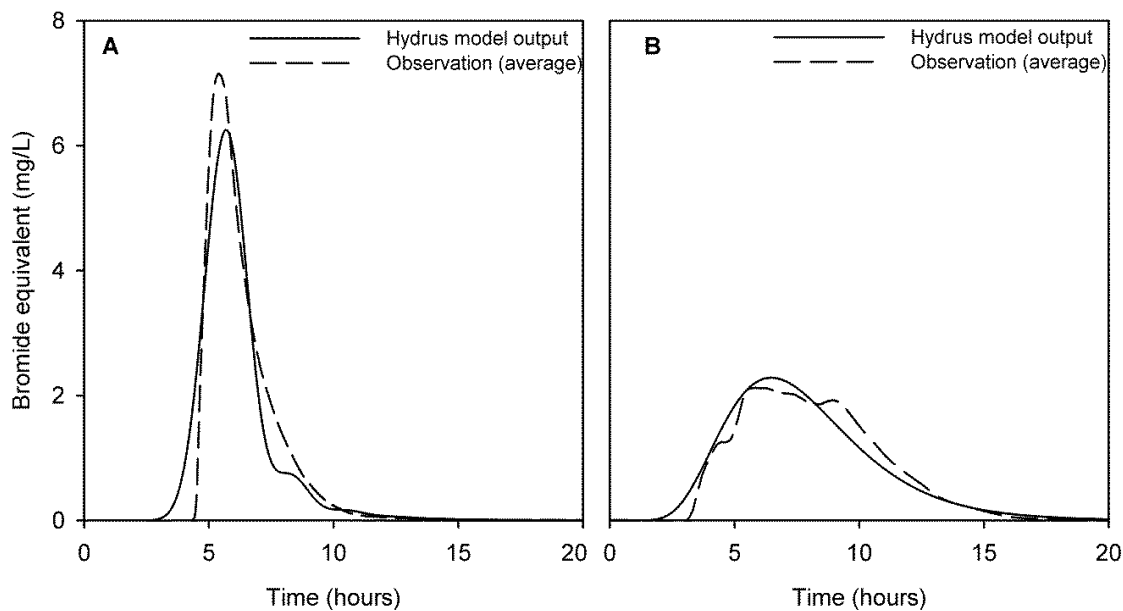 A
Hydrus model output
Observation (average)
B
Hydrus model output
Observation (average)
Bromide equivalent (mg/L)
8
6
4
2
0
0 5 10 15 20
0 5 10 15 20
Time (hours)
Time (hours)